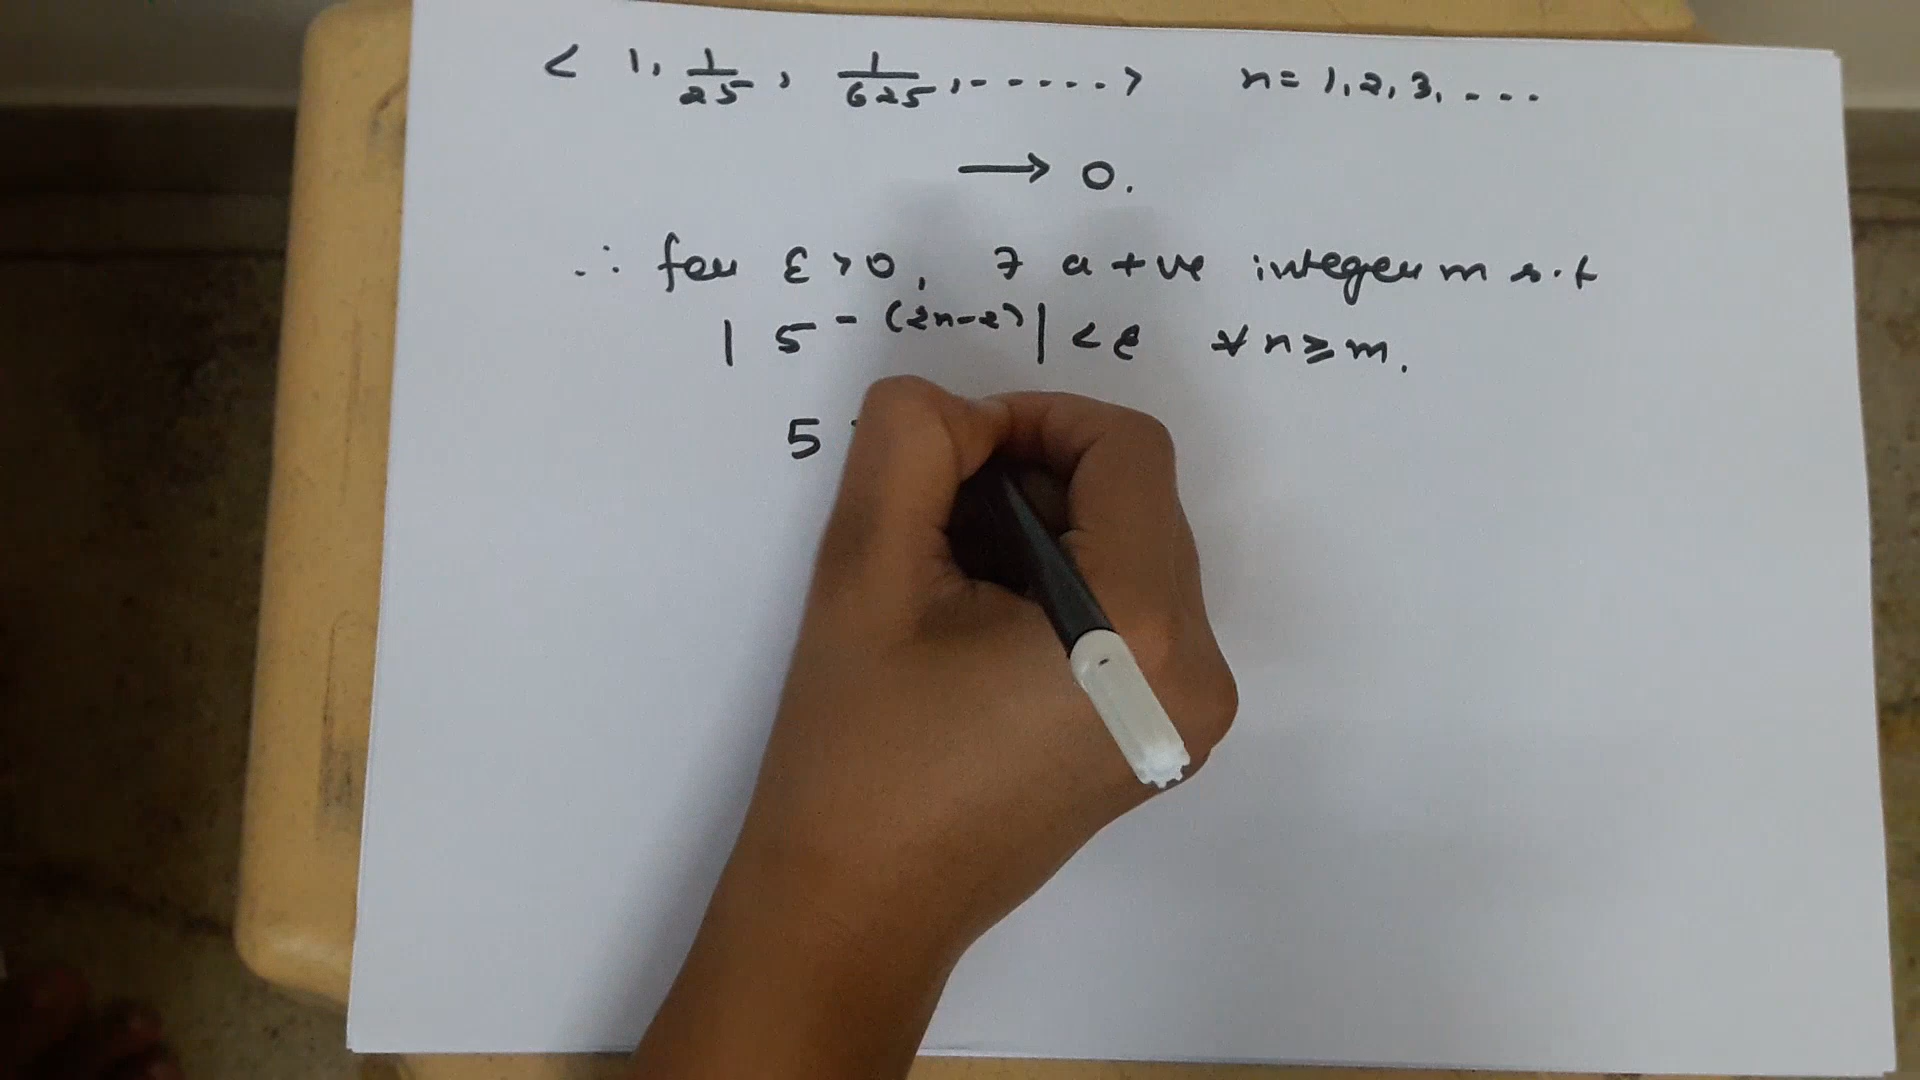 < 1, 1/25, 1/625, ------> n = 1, 2, 3, ---
⟶ 0.
∴ for ε > 0, ∃ a +ve integer m s.t
| 5^-(2n-2) | < ε ∀ n ≥ m.
5